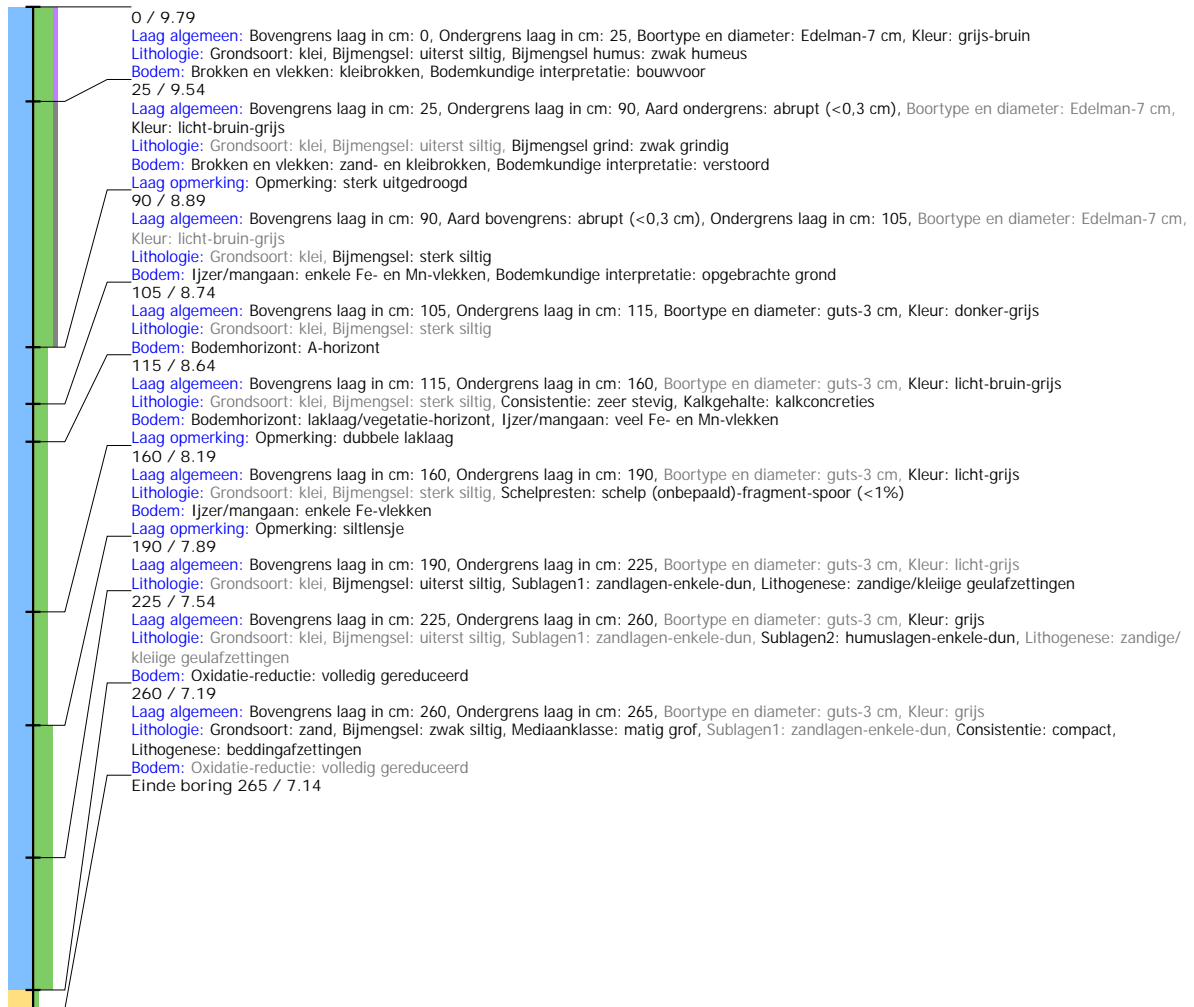 0 / 9.79
Laag algemeen: Bovengrens laag in cm: 0, Ondergrens laag in cm: 25, Boortype en diameter: Edelman-7 cm, Kleur: grijs-bruin
Lithologie: Grondsoort: klei, Bijmengsel: uiterst siltig, Bijmengsel humus: zwak humeus
Bodem: Brokken en vlekken: kleibrokken, Bodemkundige interpretatie: bouwvoor
25 / 9.54
Laag algemeen: Bovengrens laag in cm: 25, Ondergrens laag in cm: 90, Aard ondergrens: abrupt (<0,3 cm), Boortype en diameter: Edelman-7 cm,
Kleur: licht-bruin-grijs
Lithologie: Grondsoort: klei, Bijmengsel: uiterst siltig, Bijmengsel grind: zwak grindig
Bodem: Brokken en vlekken: zand- en kleibrokken, Bodemkundige interpretatie: verstoord
Laag opmerking: Opmerking: sterk uitgedroogd
90 / 8.89
Laag algemeen: Bovengrens laag in cm: 90, Aard bovengrens: abrupt (<0,3 cm), Ondergrens laag in cm: 105, Boortype en diameter: Edelman-7 cm,
Kleur: licht-bruin-grijs
Lithologie: Grondsoort: klei, Bijmengsel: sterk siltig
Bodem: Ijzer/mangaan: enkele Fe- en Mn-vlekken, Bodemkundige interpretatie: opgebrachte grond
105 / 8.74
Laag algemeen: Bovengrens laag in cm: 105, Ondergrens laag in cm: 115, Boortype en diameter: guts-3 cm, Kleur: donker-grijs
Lithologie: Grondsoort: klei, Bijmengsel: sterk siltig
Bodem: Bodemhorizont: A-horizont
115 / 8.64
Laag algemeen: Bovengrens laag in cm: 115, Ondergrens laag in cm: 160, Boortype en diameter: guts-3 cm, Kleur: licht-bruin-grijs
Lithologie: Grondsoort: klei, Bijmengsel: sterk siltig, Consistentie: zeer stevig, Kalkgehalte: kalkconcreties
Bodem: Bodemhorizont: laklaag/vegetatie-horizont, Ijzer/mangaan: veel Fe- en Mn-vlekken
Laag opmerking: Opmerking: dubbele laklaag
160 / 8.19
Laag algemeen: Bovengrens laag in cm: 160, Ondergrens laag in cm: 190, Boortype en diameter: guts-3 cm, Kleur: licht-grijs
Lithologie: Grondsoort: klei, Bijmengsel: sterk siltig, Schelpresten: schelp (onbepaald)-fragment-spoor (<1%)
Bodem: Ijzer/mangaan: enkele Fe-vlekken
Laag opmerking: Opmerking: siltlensje
190 / 7.89
Laag algemeen: Bovengrens laag in cm: 190, Ondergrens laag in cm: 225, Boortype en diameter: guts-3 cm, Kleur: licht-grijs
Lithologie: Grondsoort: klei, Bijmengsel: uiterst siltig, Sublagen1: zandlagen-enkele-dun, Lithogenese: zandige/kleiige geulafzettingen
225 / 7.54
Laag algemeen: Bovengrens laag in cm: 225, Ondergrens laag in cm: 260, Boortype en diameter: guts-3 cm, Kleur: grijs
Lithologie: Grondsoort: klei, Bijmengsel: uiterst siltig, Sublagen1: zandlagen-enkele-dun, Sublagen2: humuslagen-enkele-dun, Lithogenese: zandige/
kleiige geulafzettingen
Bodem: Oxidatie-reductie: volledig gereduceerd
260 / 7.19
Laag algemeen: Bovengrens laag in cm: 260, Ondergrens laag in cm: 265, Boortype en diameter: guts-3 cm, Kleur: grijs
Lithologie: Grondsoort: zand, Bijmengsel: zwak siltig, Mediaanklasse: matig grof, Sublagen1: zandlagen-enkele-dun, Consistentie: compact,
Lithogenese: beddingafzettingen
Bodem: Oxidatie-reductie: volledig gereduceerd
Einde boring 265 / 7.14